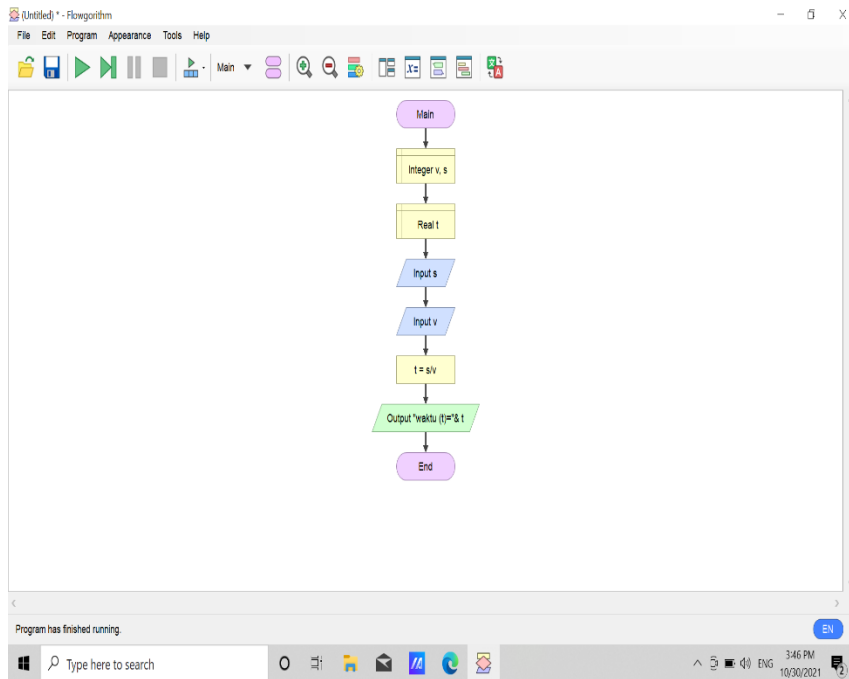 (Untitled) * - Flowgorithm
File Edit Program Appearance Tools Help
Main
X=
Main
Integer v, s
Real t
Input s
Input v
t = s/v
Output "waktu (t)="& t
End
Program has finished running.
EN
Type here to search
ENG
3:46 PM
10/30/2021
2